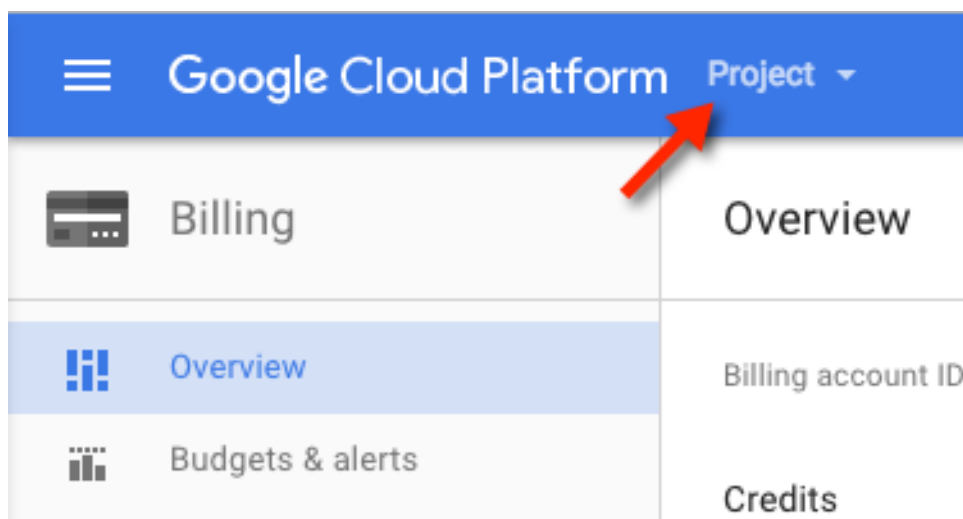 Google Cloud Platform Project
Billing
Overview
Overview
Billing account ID
Budgets & alerts
Credits